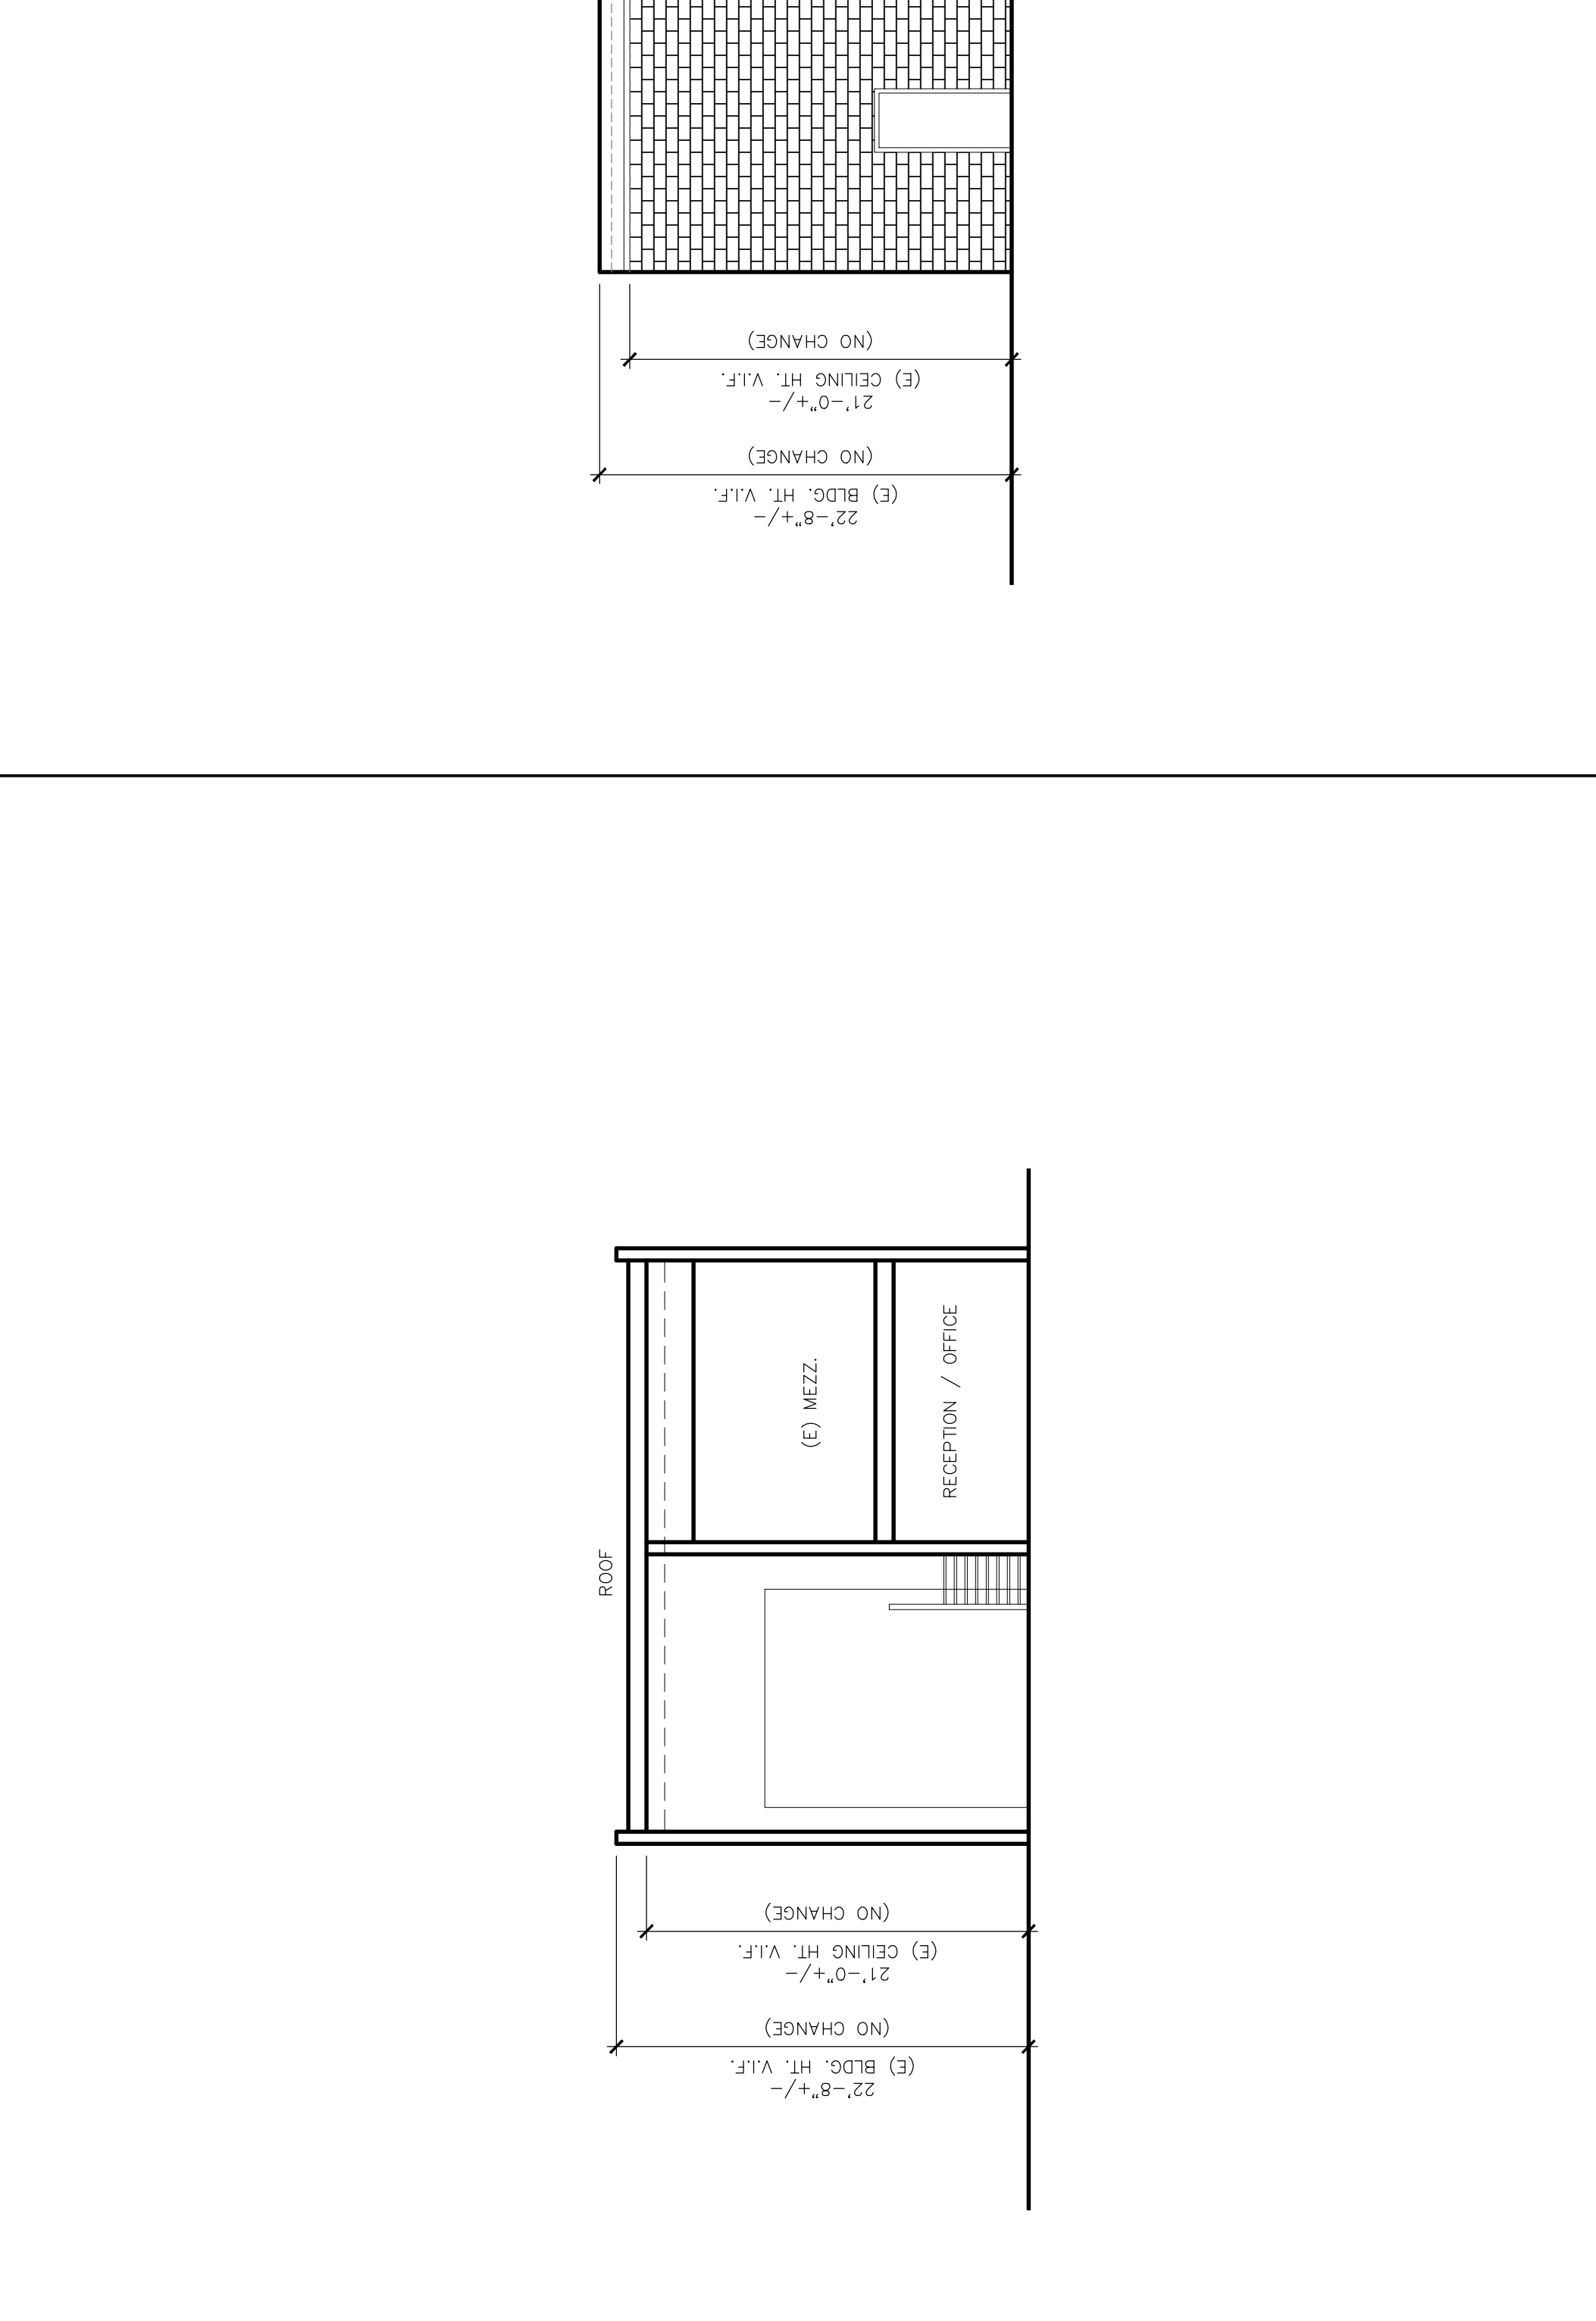 (NO CHANGE)
21'-0"+/-
(E) CEILING HT. V.I.F.
(NO CHANGE)
22'-8"+/-
(E) BLDG. HT. V.I.F.
ROOF
(E) MEZZ.
RECEPTION / OFFICE
(NO CHANGE)
21'-0"+/-
(E) CEILING HT. V.I.F.
(NO CHANGE)
22'-8"+/-
(E) BLDG. HT. V.I.F.